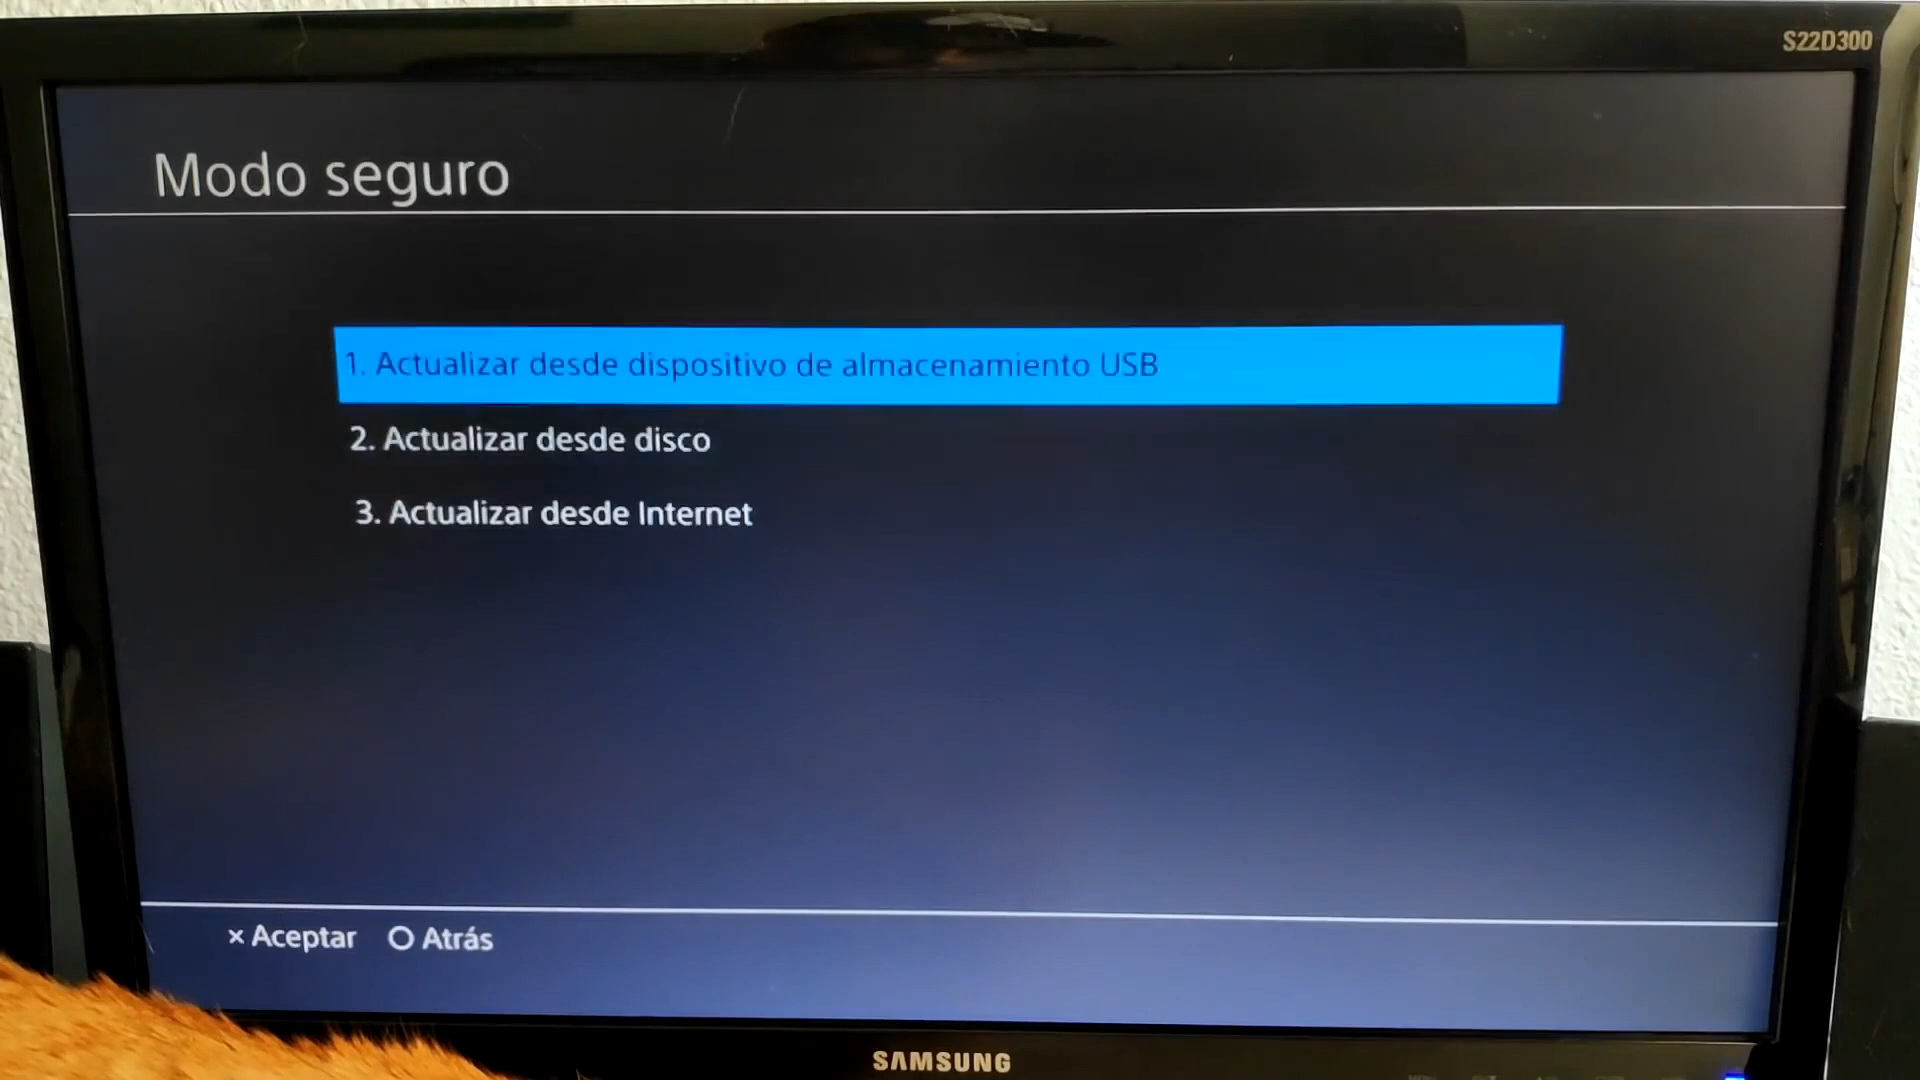 S22D300
Modo seguro
1. Actualizar desde dispositivo de almacenamiento USB
2. Actualizar desde disco
3. Actualizar desde Internet
× Aceptar O Atrás
SAMSUNG